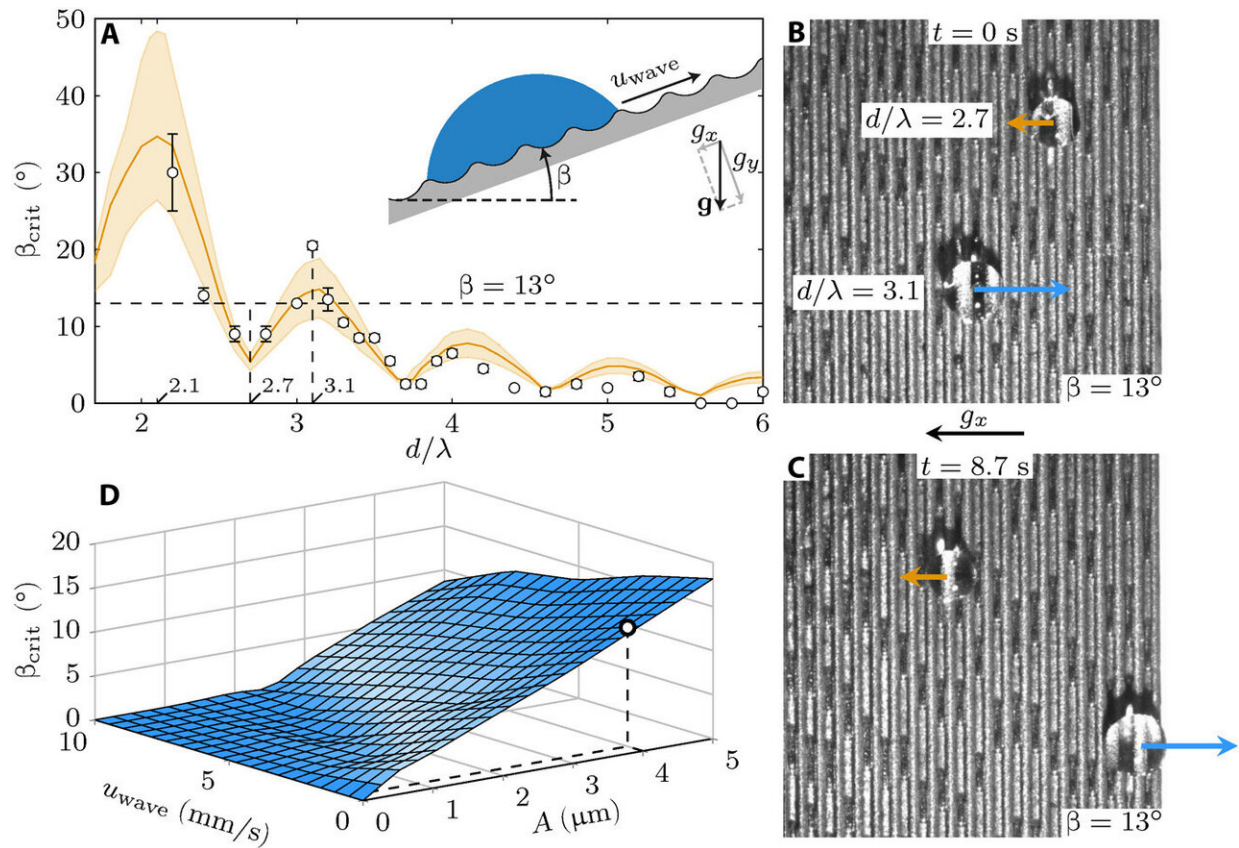 A
50
40
30
20
10
0
β_crit (°)
u_wave
β
g_x
g_y
g
β = 13°
2.1
2.7
3.1
2
3
4
5
6
d/λ
B
t = 0 s
d/λ = 2.7
d/λ = 3.1
β = 13°
g_x
C
t = 8.7 s
β = 13°
D
20
15
10
5
0
β_crit (°)
10
5
0
u_wave (mm/s)
0
1
2
3
4
5
A (μm)